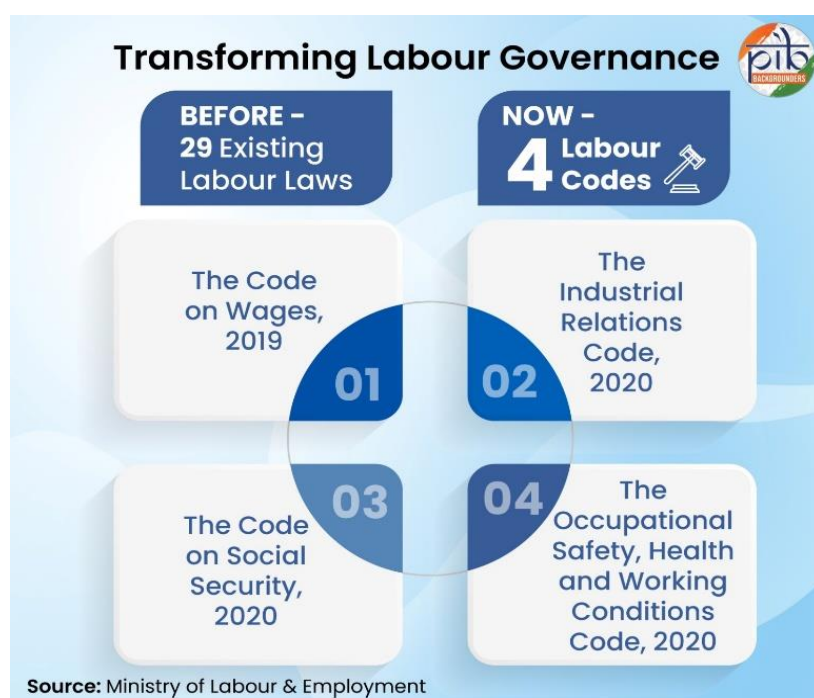 Transforming Labour Governance
pib
BACKGROUNDERS
BEFORE –
29 Existing
Labour Laws
NOW –
4 Labour
Codes
The Code
on Wages,
2019
01
The
Industrial
Relations
Code,
2020
02
The Code
on Social
Security,
2020
03
The
Occupational
Safety, Health
and Working
Conditions
Code, 2020
04
Source: Ministry of Labour & Employment